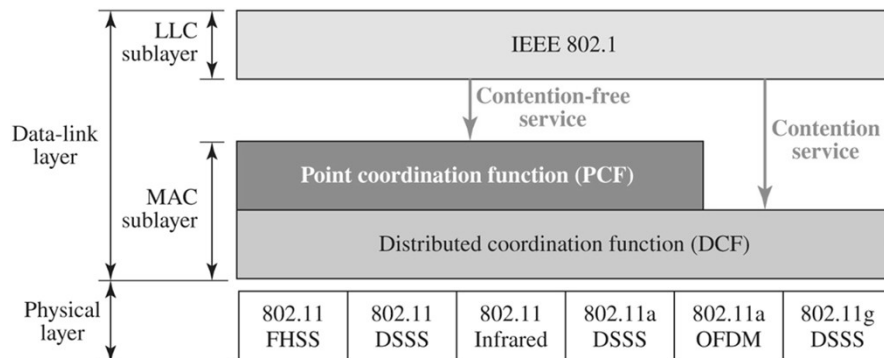 LLC
sublayer
IEEE 802.1
Contention-free
service
Contention
service
Data-link
layer
MAC
sublayer
Point coordination function (PCF)
Distributed coordination function (DCF)
Physical
layer
802.11
FHSS
802.11
DSSS
802.11
Infrared
802.11a
DSSS
802.11a
OFDM
802.11g
DSSS